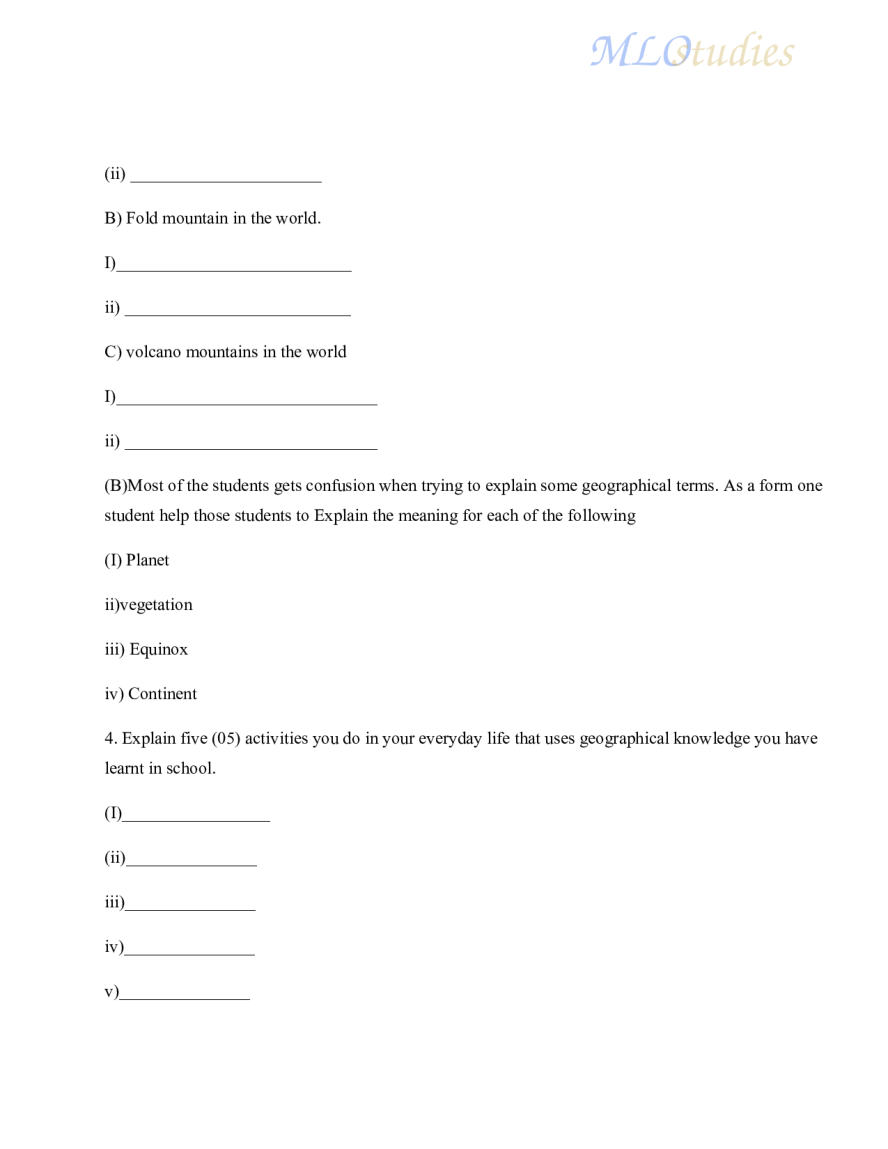 MLOstudies
(ii) ______________________
B) Fold mountain in the world.
I)___________________________
ii) __________________________
C) volcano mountains in the world
I)______________________________
ii) _____________________________
(B)Most of the students gets confusion when trying to explain some geographical terms. As a form one
student help those students to Explain the meaning for each of the following
(I) Planet
ii)vegetation
iii) Equinox
iv) Continent
4. Explain five (05) activities you do in your everyday life that uses geographical knowledge you have
learnt in school.
(I)_________________
(ii)_______________
iii)_______________
iv)_______________
v)_______________